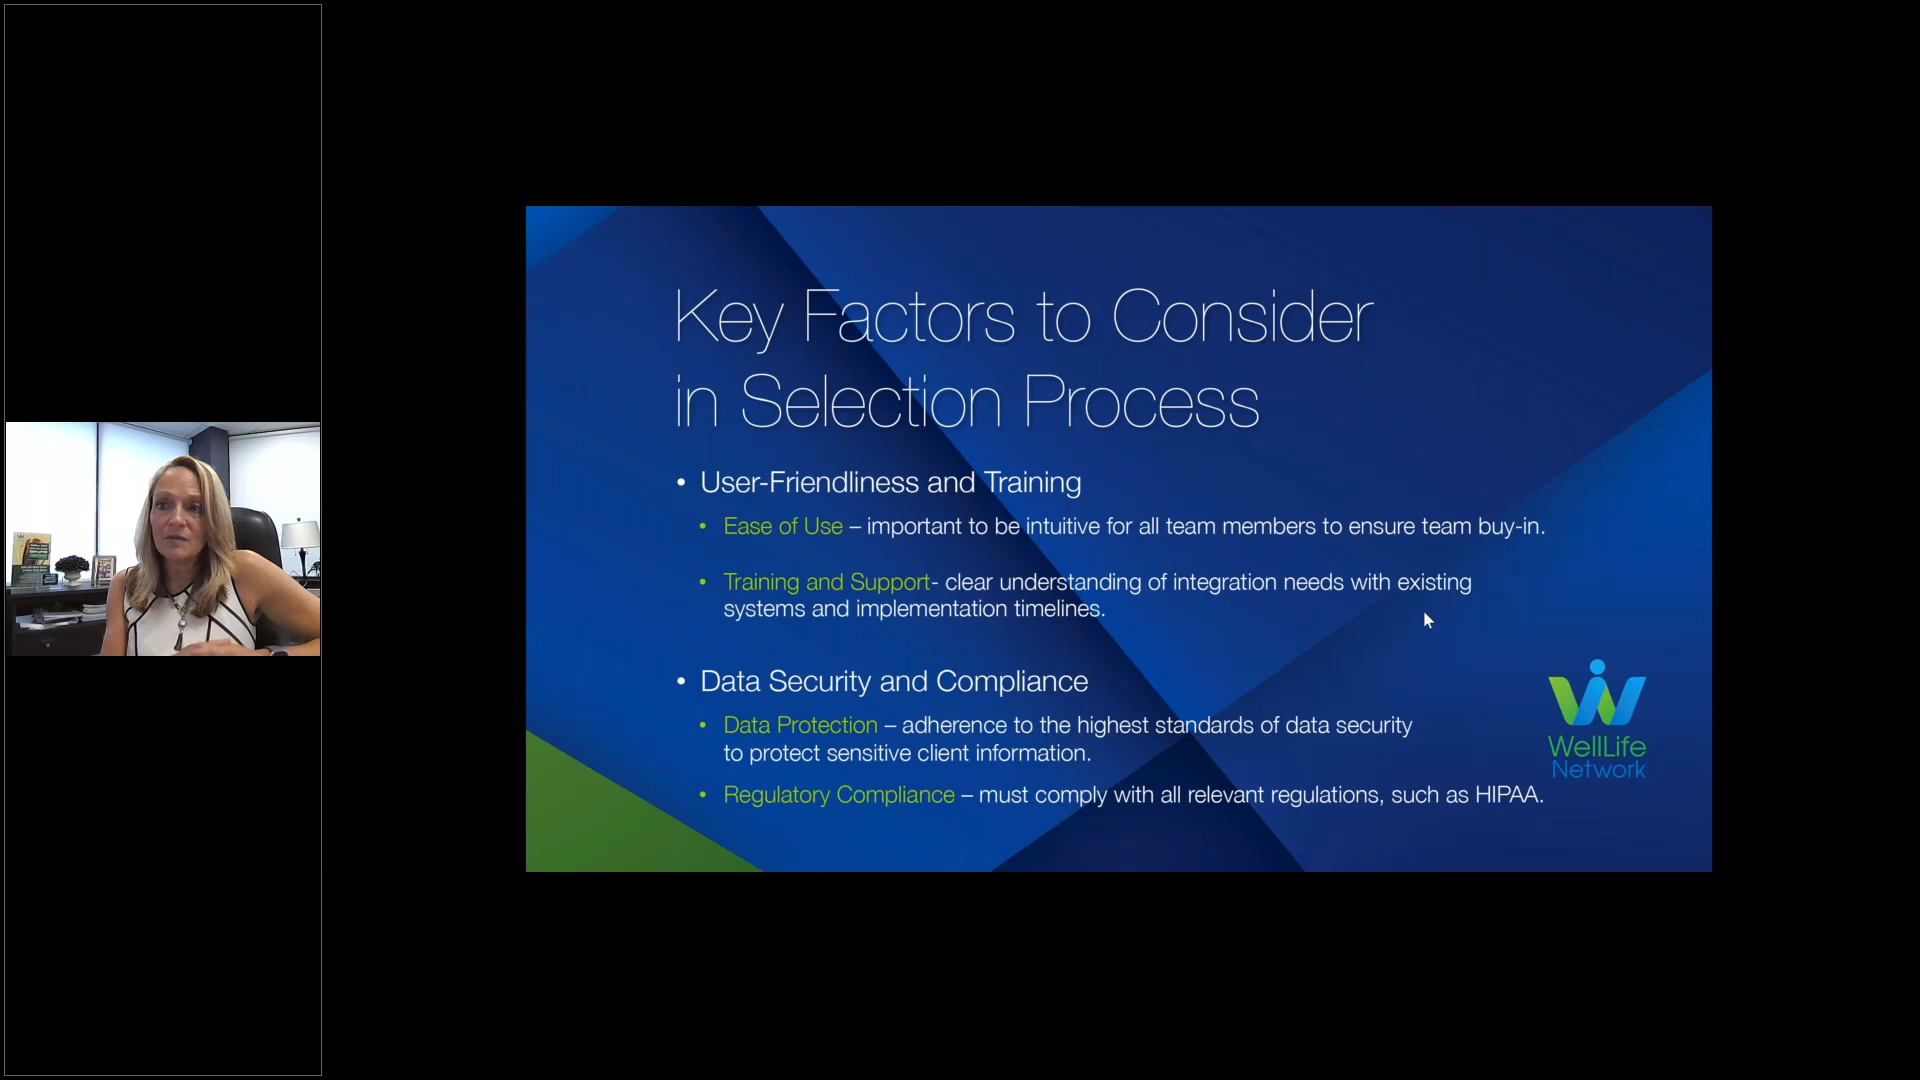 Key Factors to Consider
in Selection Process
• User-Friendliness and Training
• Ease of Use – important to be intuitive for all team members to ensure team buy-in.
• Training and Support- clear understanding of integration needs with existing
systems and implementation timelines.
• Data Security and Compliance
• Data Protection – adherence to the highest standards of data security
to protect sensitive client information.
• Regulatory Compliance – must comply with all relevant regulations, such as HIPAA.
WellLife
Network